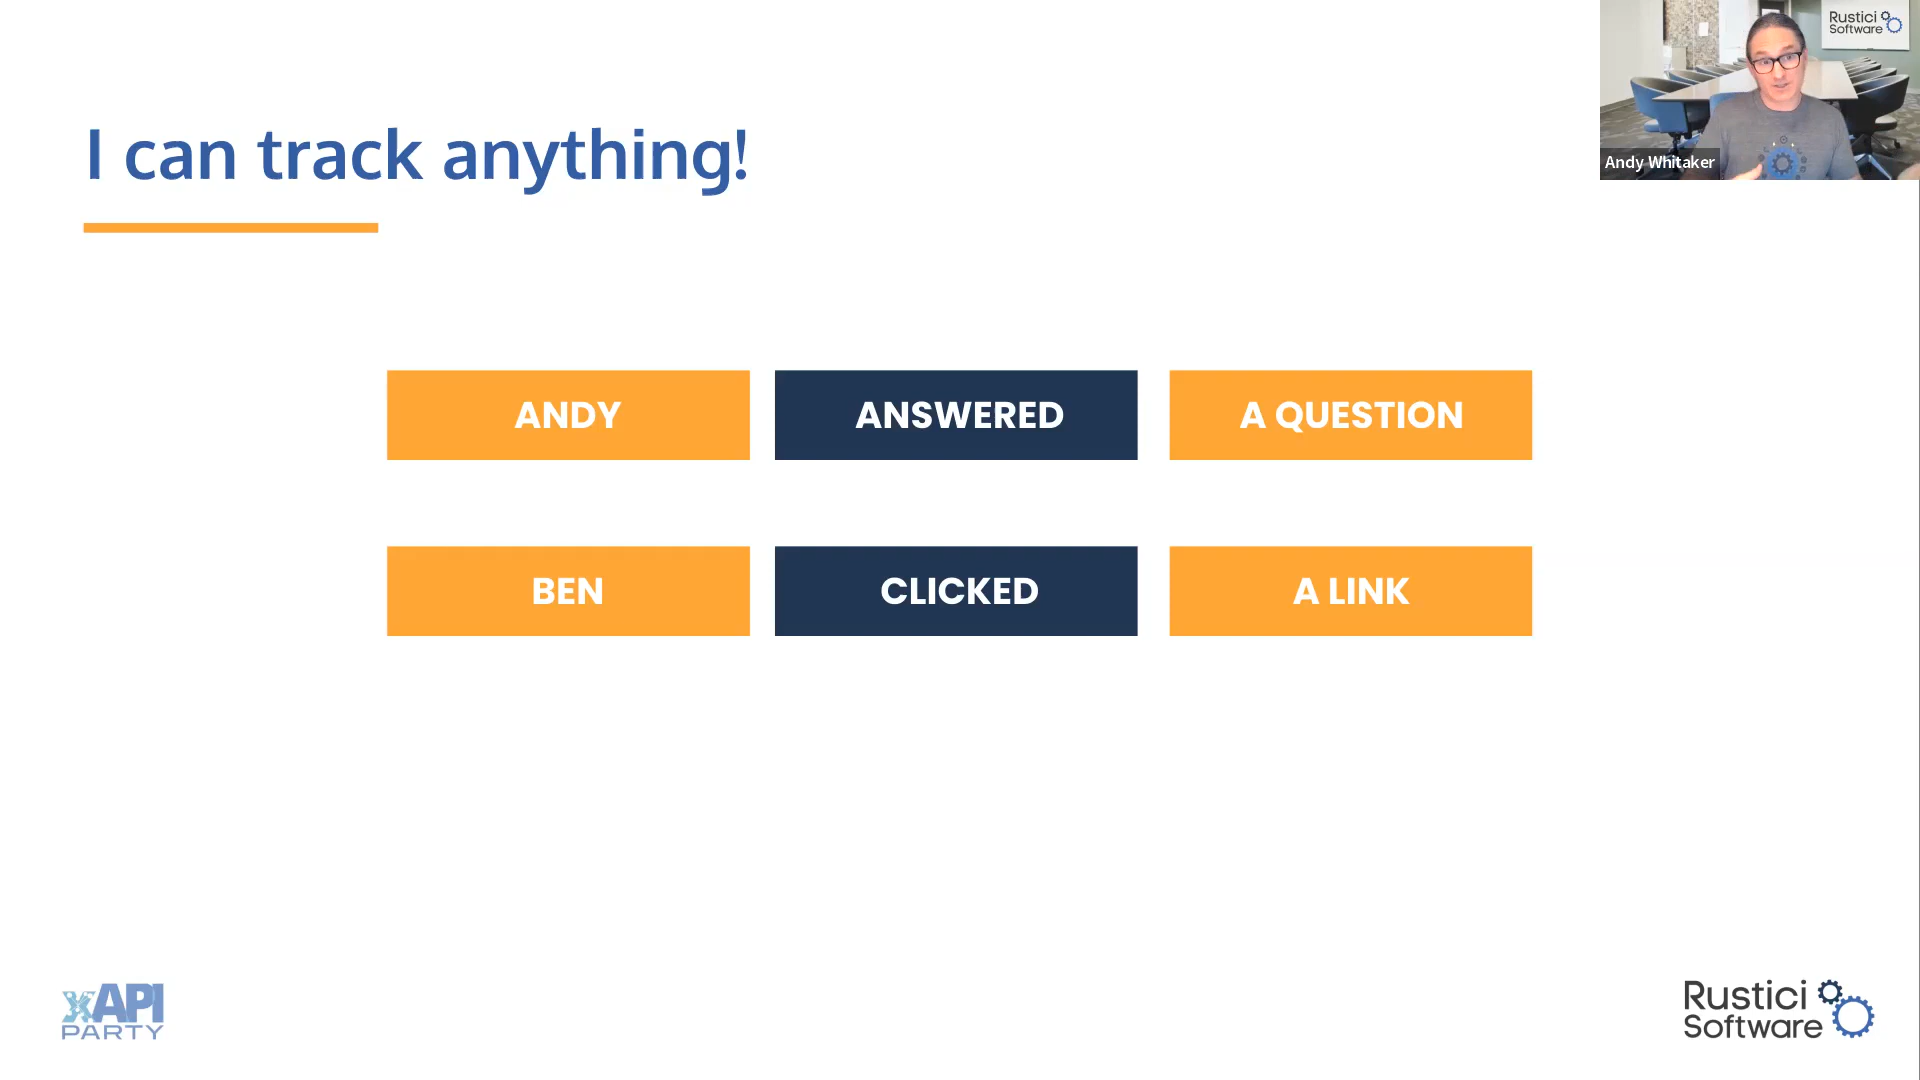 Rustici
Software
Andy Whitaker
I can track anything!
ANDY ANSWERED A QUESTION
BEN CLICKED A LINK
xAPI
PARTY
Rustici
Software